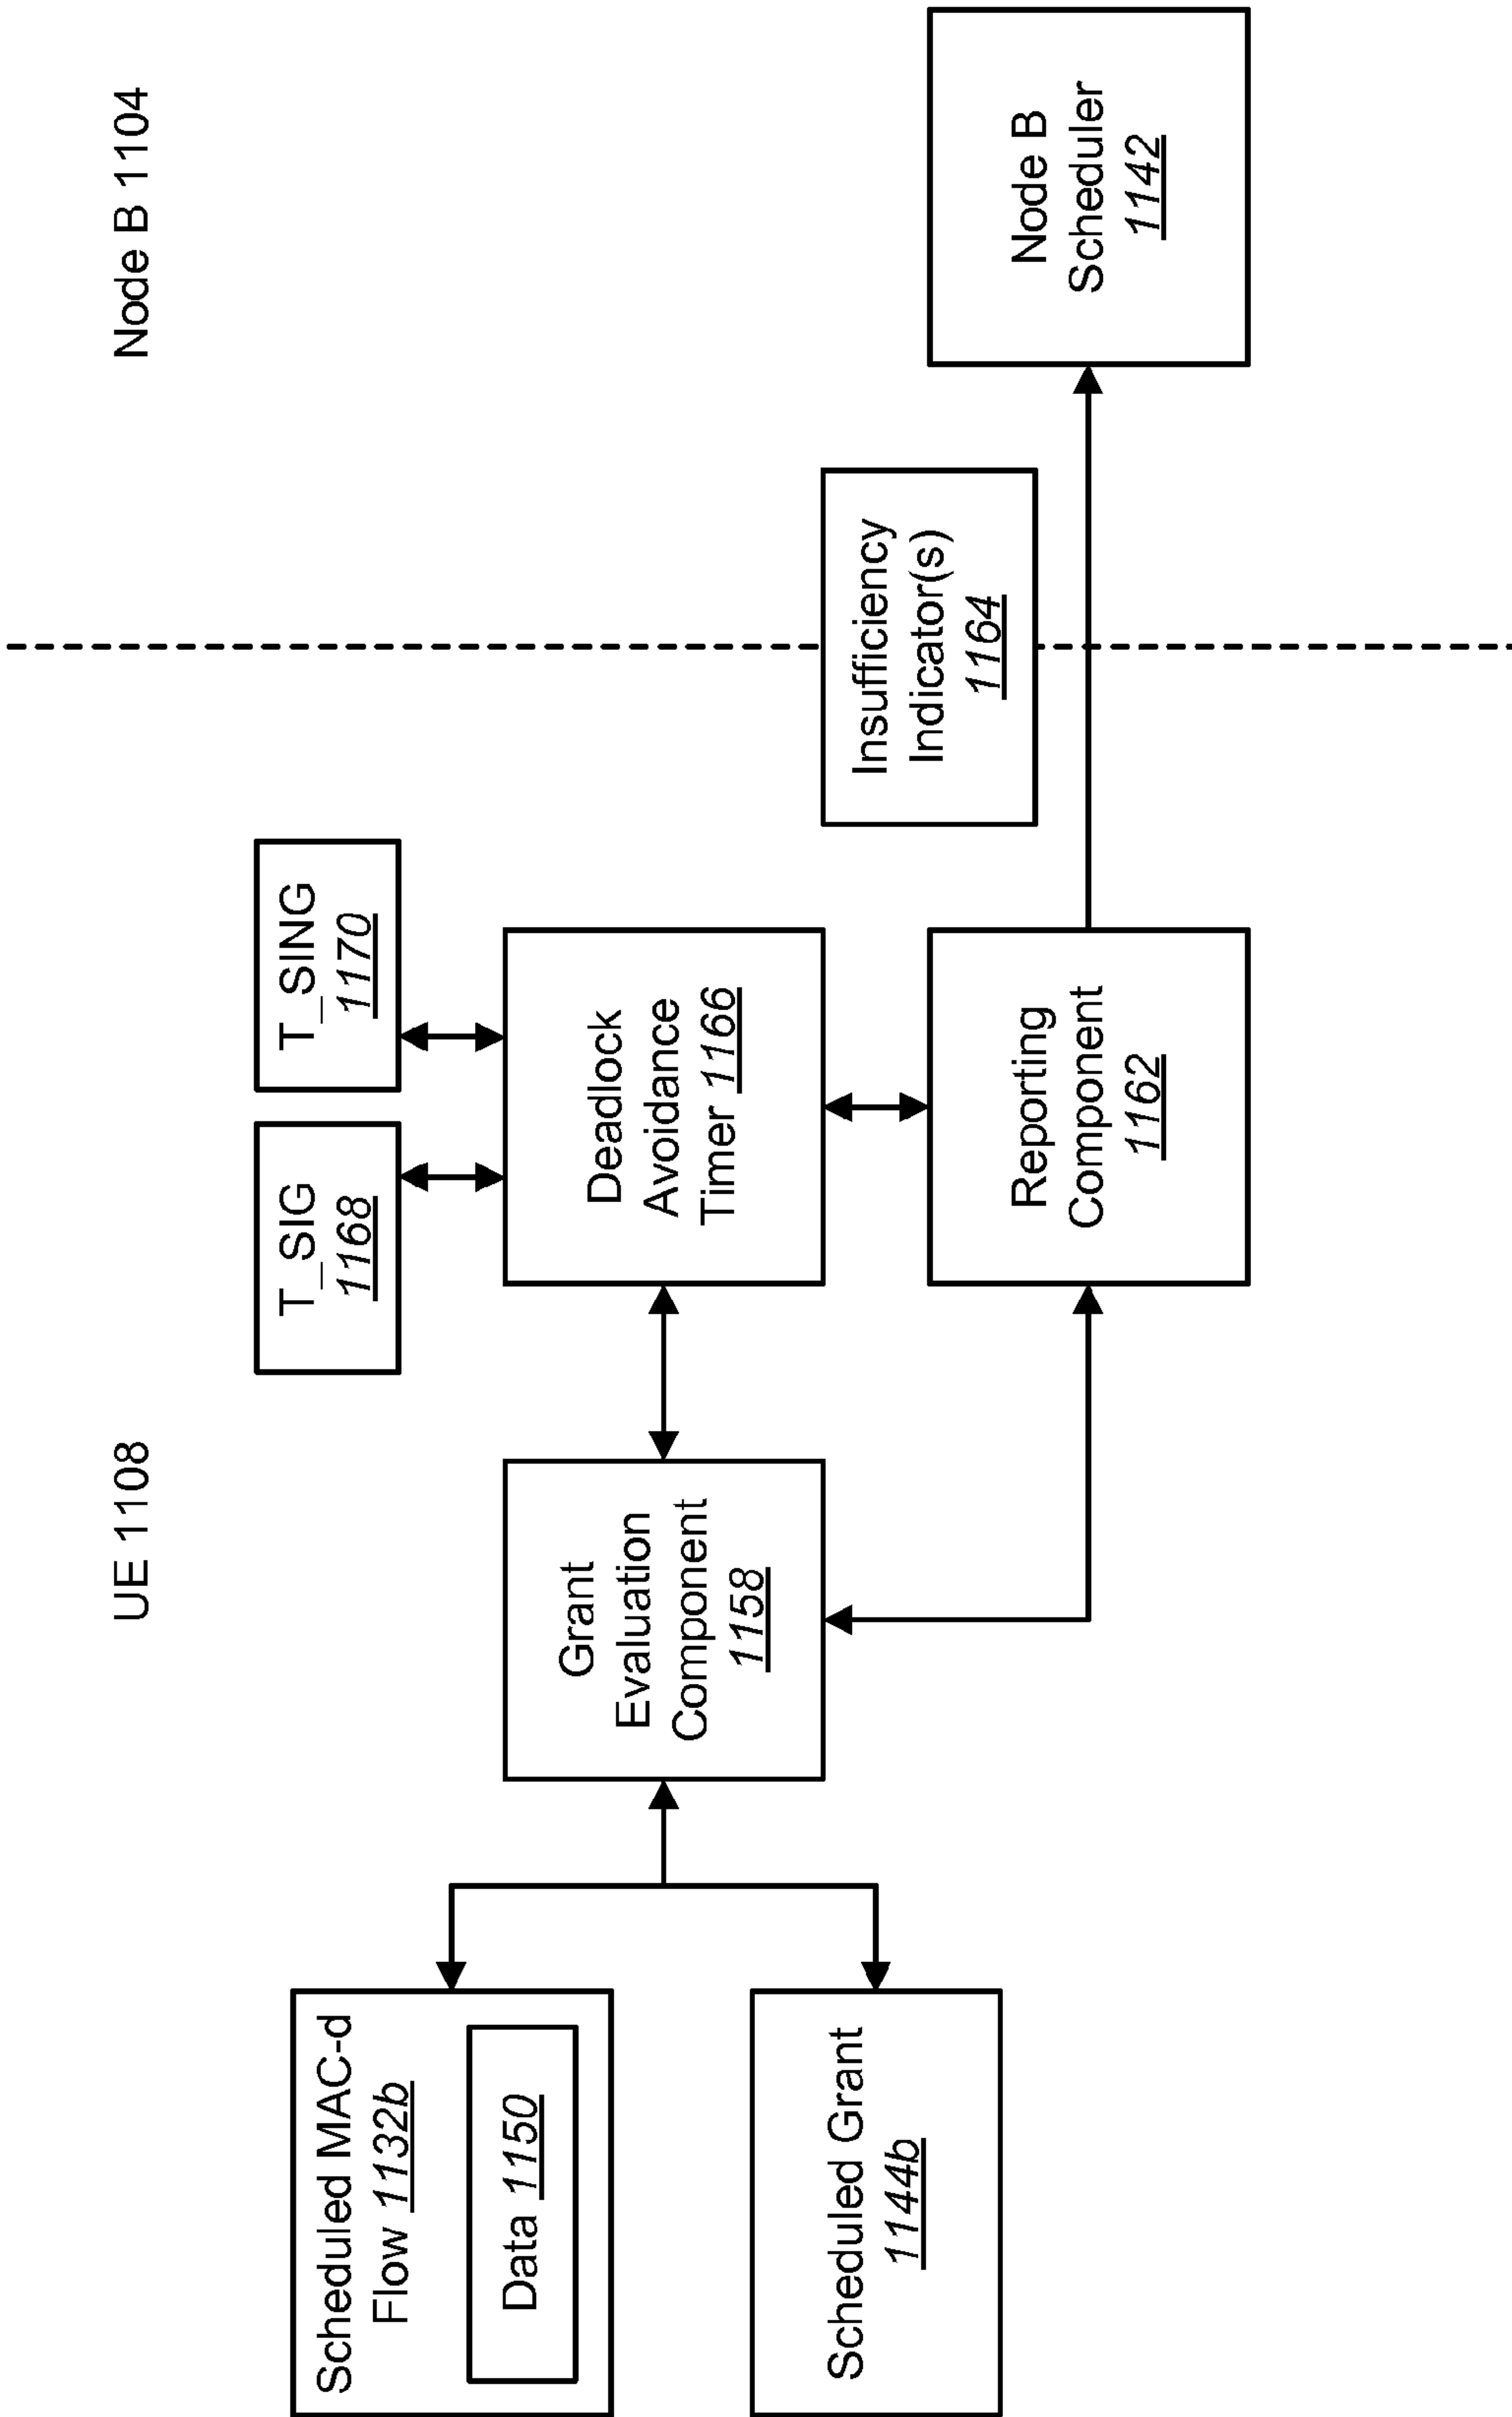 UE 1108
Node B 1104
Scheduled MAC-d
Flow 1132b
Data 1150
Scheduled Grant
1144b
Grant
Evaluation
Component
1158
T_SIG
1168
T_SING
1170
Deadlock
Avoidance
Timer 1166
Reporting
Component
1162
Insufficiency
Indicator(s)
1164
Node B
Scheduler
1142